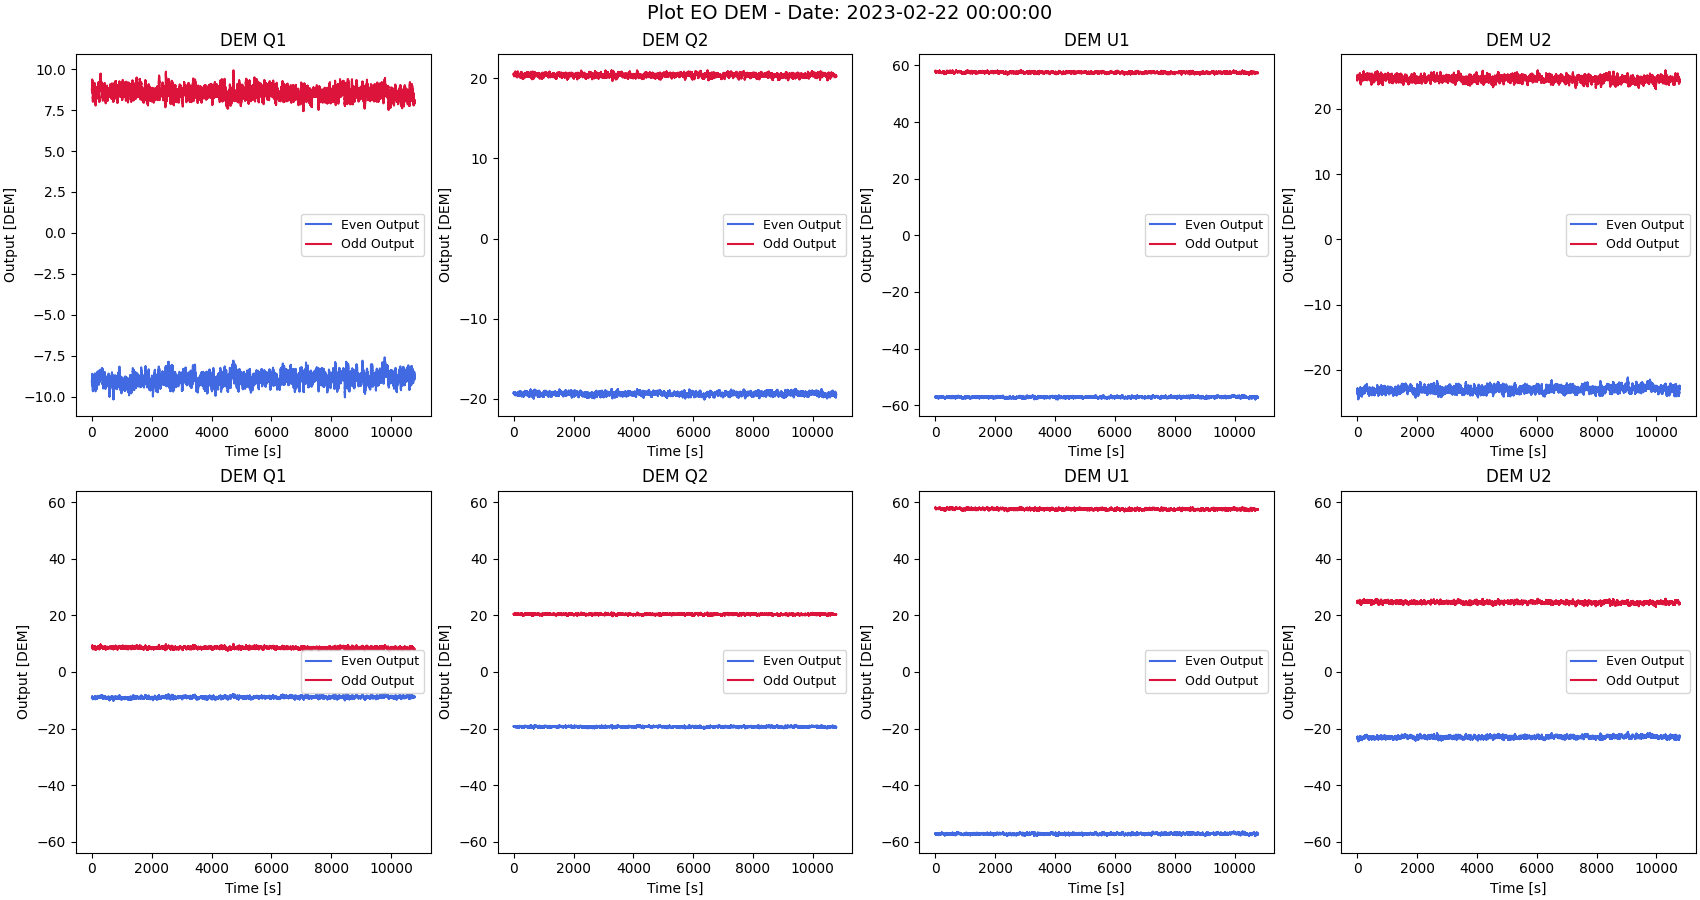 Plot EO DEM - Date: 2023-02-22 00:00:00
DEM Q1
Output [DEM]
10.0
7.5
5.0
2.5
0.0
−2.5
−5.0
−7.5
−10.0
Even Output
Odd Output
0 2000 4000 6000 8000 10000
Time [s]
DEM Q2
Output [DEM]
20
10
0
−10
−20
Even Output
Odd Output
0 2000 4000 6000 8000 10000
Time [s]
DEM U1
Output [DEM]
60
40
20
0
−20
−40
−60
Even Output
Odd Output
0 2000 4000 6000 8000 10000
Time [s]
DEM U2
Output [DEM]
20
10
0
−10
−20
Even Output
Odd Output
0 2000 4000 6000 8000 10000
Time [s]
DEM Q1
Output [DEM]
60
40
20
0
−20
−40
−60
Even Output
Odd Output
0 2000 4000 6000 8000 10000
Time [s]
DEM Q2
Output [DEM]
60
40
20
0
−20
−40
−60
Even Output
Odd Output
0 2000 4000 6000 8000 10000
Time [s]
DEM U1
Output [DEM]
60
40
20
0
−20
−40
−60
Even Output
Odd Output
0 2000 4000 6000 8000 10000
Time [s]
DEM U2
Output [DEM]
60
40
20
0
−20
−40
−60
Even Output
Odd Output
0 2000 4000 6000 8000 10000
Time [s]